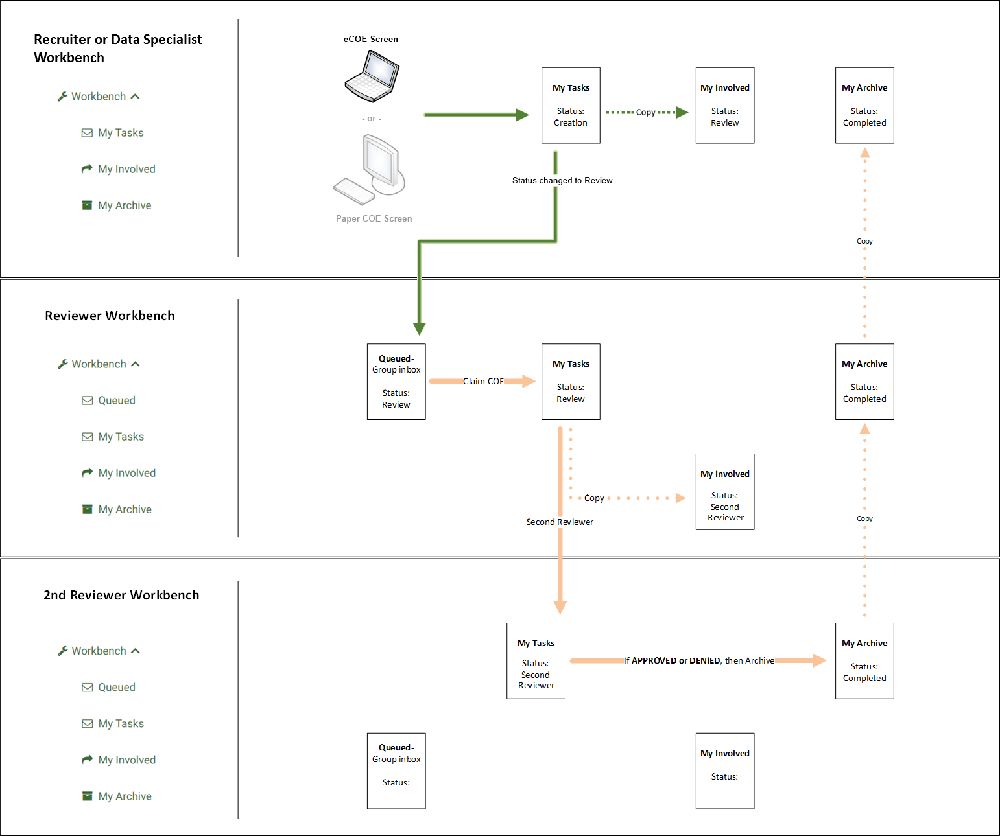 Recruiter or Data Specialist
Workbench
Workbench
My Tasks
My Involved
My Archive
eCOE Screen
- or -
Paper COE Screen
My Tasks
Status:
Creation
Copy
My Involved
Status:
Review
My Archive
Status:
Completed
Status changed to Review
Copy
Reviewer Workbench
Workbench
Queued
My Tasks
My Involved
My Archive
Queued-
Group inbox
Status:
Review
Claim COE
My Tasks
Status:
Review
My Archive
Status:
Completed
Copy
My Involved
Status:
Second
Reviewer
Second Reviewer
Copy
2nd Reviewer Workbench
Workbench
Queued
My Tasks
My Involved
My Archive
My Tasks
Status:
Second
Reviewer
If APPROVED or DENIED, then Archive
My Archive
Status:
Completed
Queued-
Group inbox
Status:
My Involved
Status: